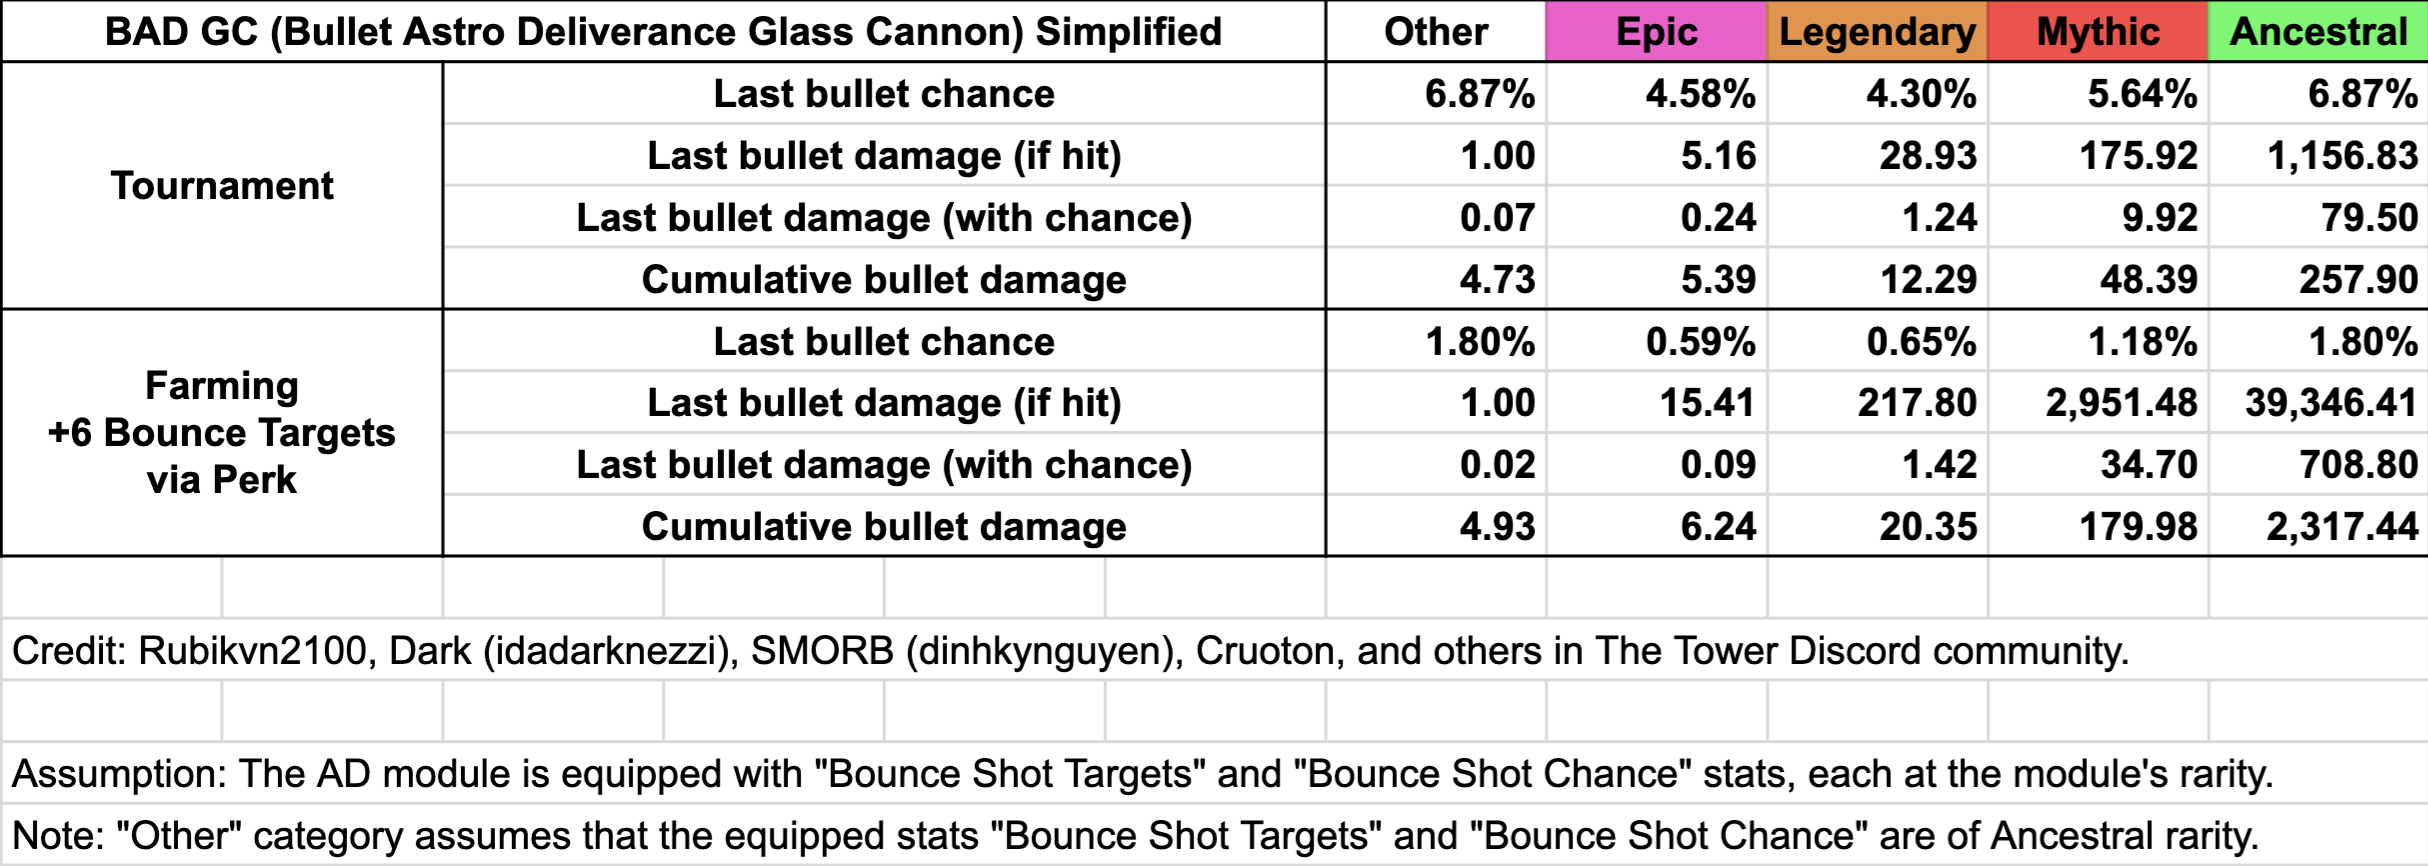 BAD GC (Bullet Astro Deliverance Glass Cannon) Simplified Other Epic Legendary Mythic Ancestral
Tournament
Last bullet chance 6.87% 4.58% 4.30% 5.64% 6.87%
Last bullet damage (if hit) 1.00 5.16 28.93 175.92 1,156.83
Last bullet damage (with chance) 0.07 0.24 1.24 9.92 79.50
Cumulative bullet damage 4.73 5.39 12.29 48.39 257.90
Farming
+6 Bounce Targets
via Perk
Last bullet chance 1.80% 0.59% 0.65% 1.18% 1.80%
Last bullet damage (if hit) 1.00 15.41 217.80 2,951.48 39,346.41
Last bullet damage (with chance) 0.02 0.09 1.42 34.70 708.80
Cumulative bullet damage 4.93 6.24 20.35 179.98 2,317.44
Credit: Rubikvn2100, Dark (idadarknezzi), SMORB (dinhkynguyen), Cruoton, and others in The Tower Discord community.
Assumption: The AD module is equipped with "Bounce Shot Targets" and "Bounce Shot Chance" stats, each at the module's rarity.
Note: "Other" category assumes that the equipped stats "Bounce Shot Targets" and "Bounce Shot Chance" are of Ancestral rarity.